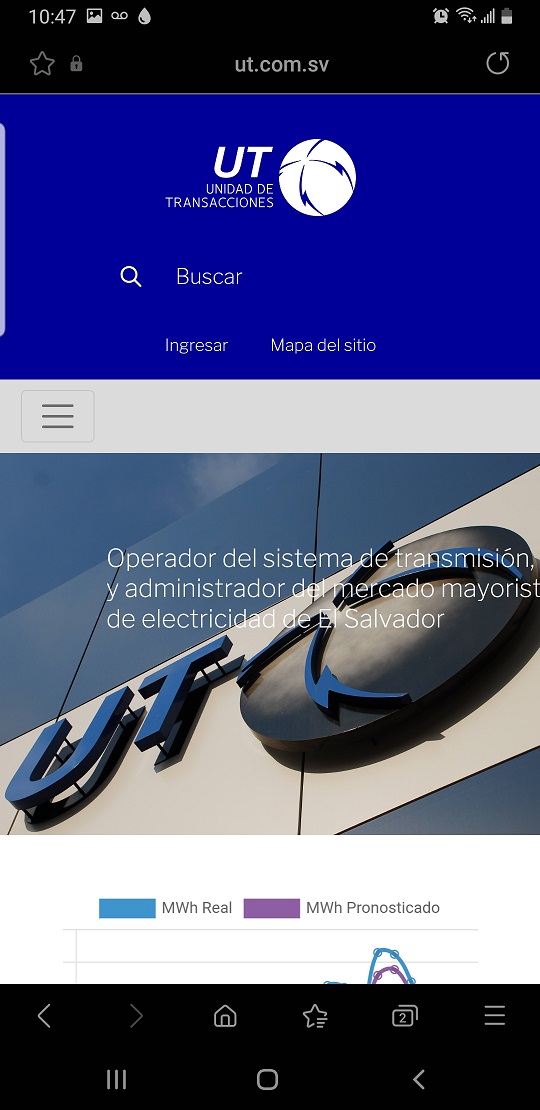 10:47
ut.com.sv
UT
UNIDAD DE
TRANSACCIONES
Buscar
Ingresar Mapa del sitio
Operador del sistema de transmisión,
y administrador del mercado mayorist
de electricidad de El Salvador
UT
MWh Real MWh Pronosticado
2